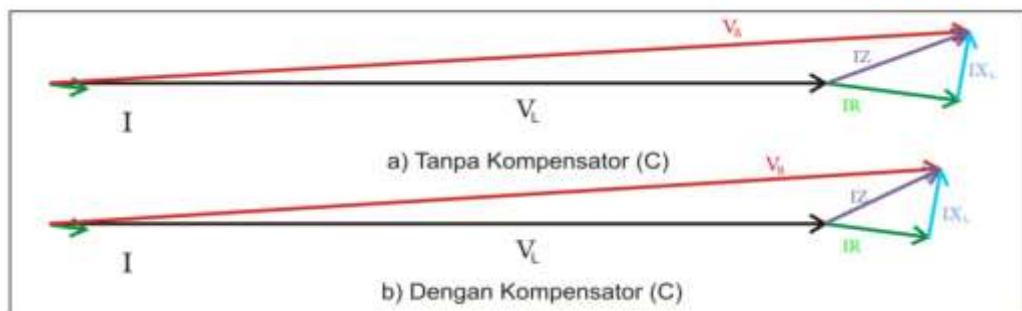 Vs
IZ
IXL
I
VL
IR
a) Tanpa Kompensator (C)
Vs
IZ
IXL
I
VL
IR
b) Dengan Kompensator (C)